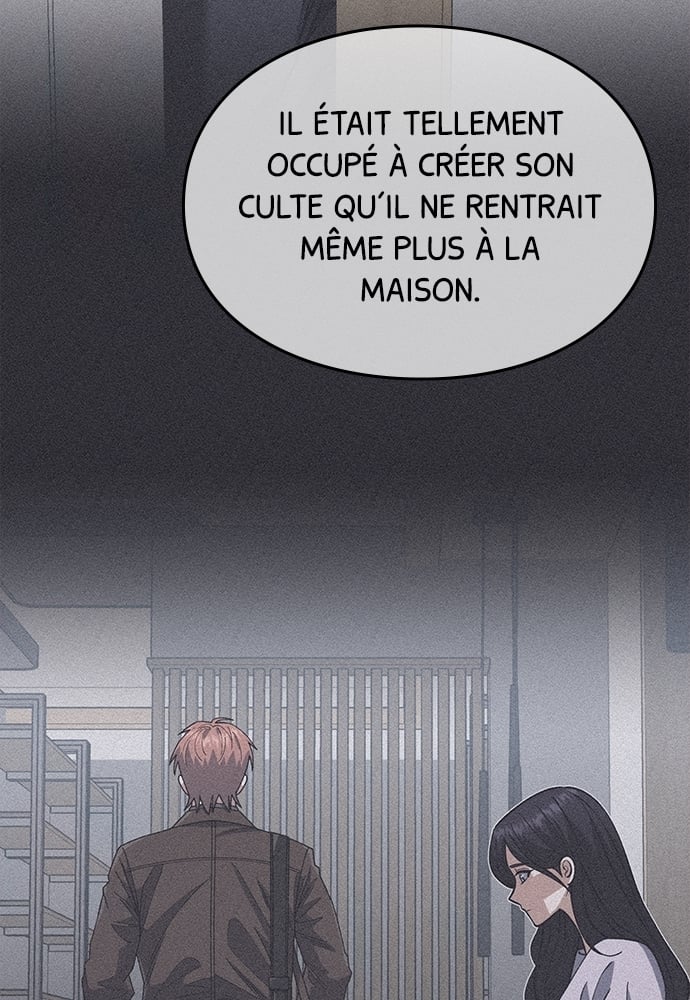 IL ÉTAIT TELLEMENT
OCCUPÉ À CRÉER SON
CULTE QU´IL NE RENTRAIT
MÊME PLUS À LA
MAISON.